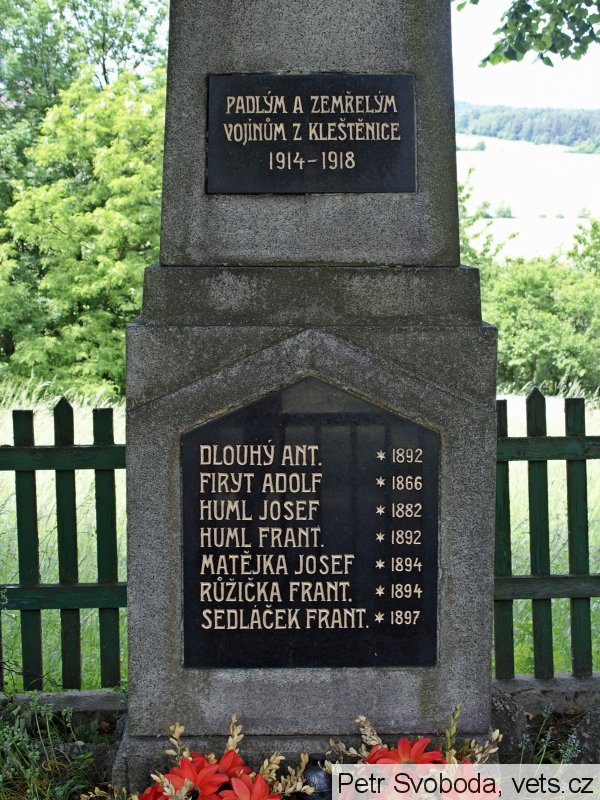 PADLÝM A ZEMŘELÝM
VOJÍNŮM Z KLEŠTĚNICE
1914-1918
DLOUHÝ ANT. * 1892
FIRYT ADOLF * 1866
HUML JOSEF * 1882
HUML FRANT. * 1892
MATĚJKA JOSEF * 1894
RŮŽIČKA FRANT. * 1894
SEDLÁČEK FRANT. * 1897
Petr Svoboda, vets.cz